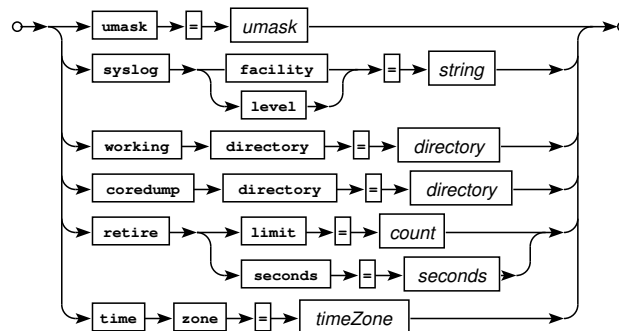 umask = umask
syslog facility = string
level
working directory = directory
coredump directory = directory
retire limit = count
seconds = seconds
time zone = timeZone